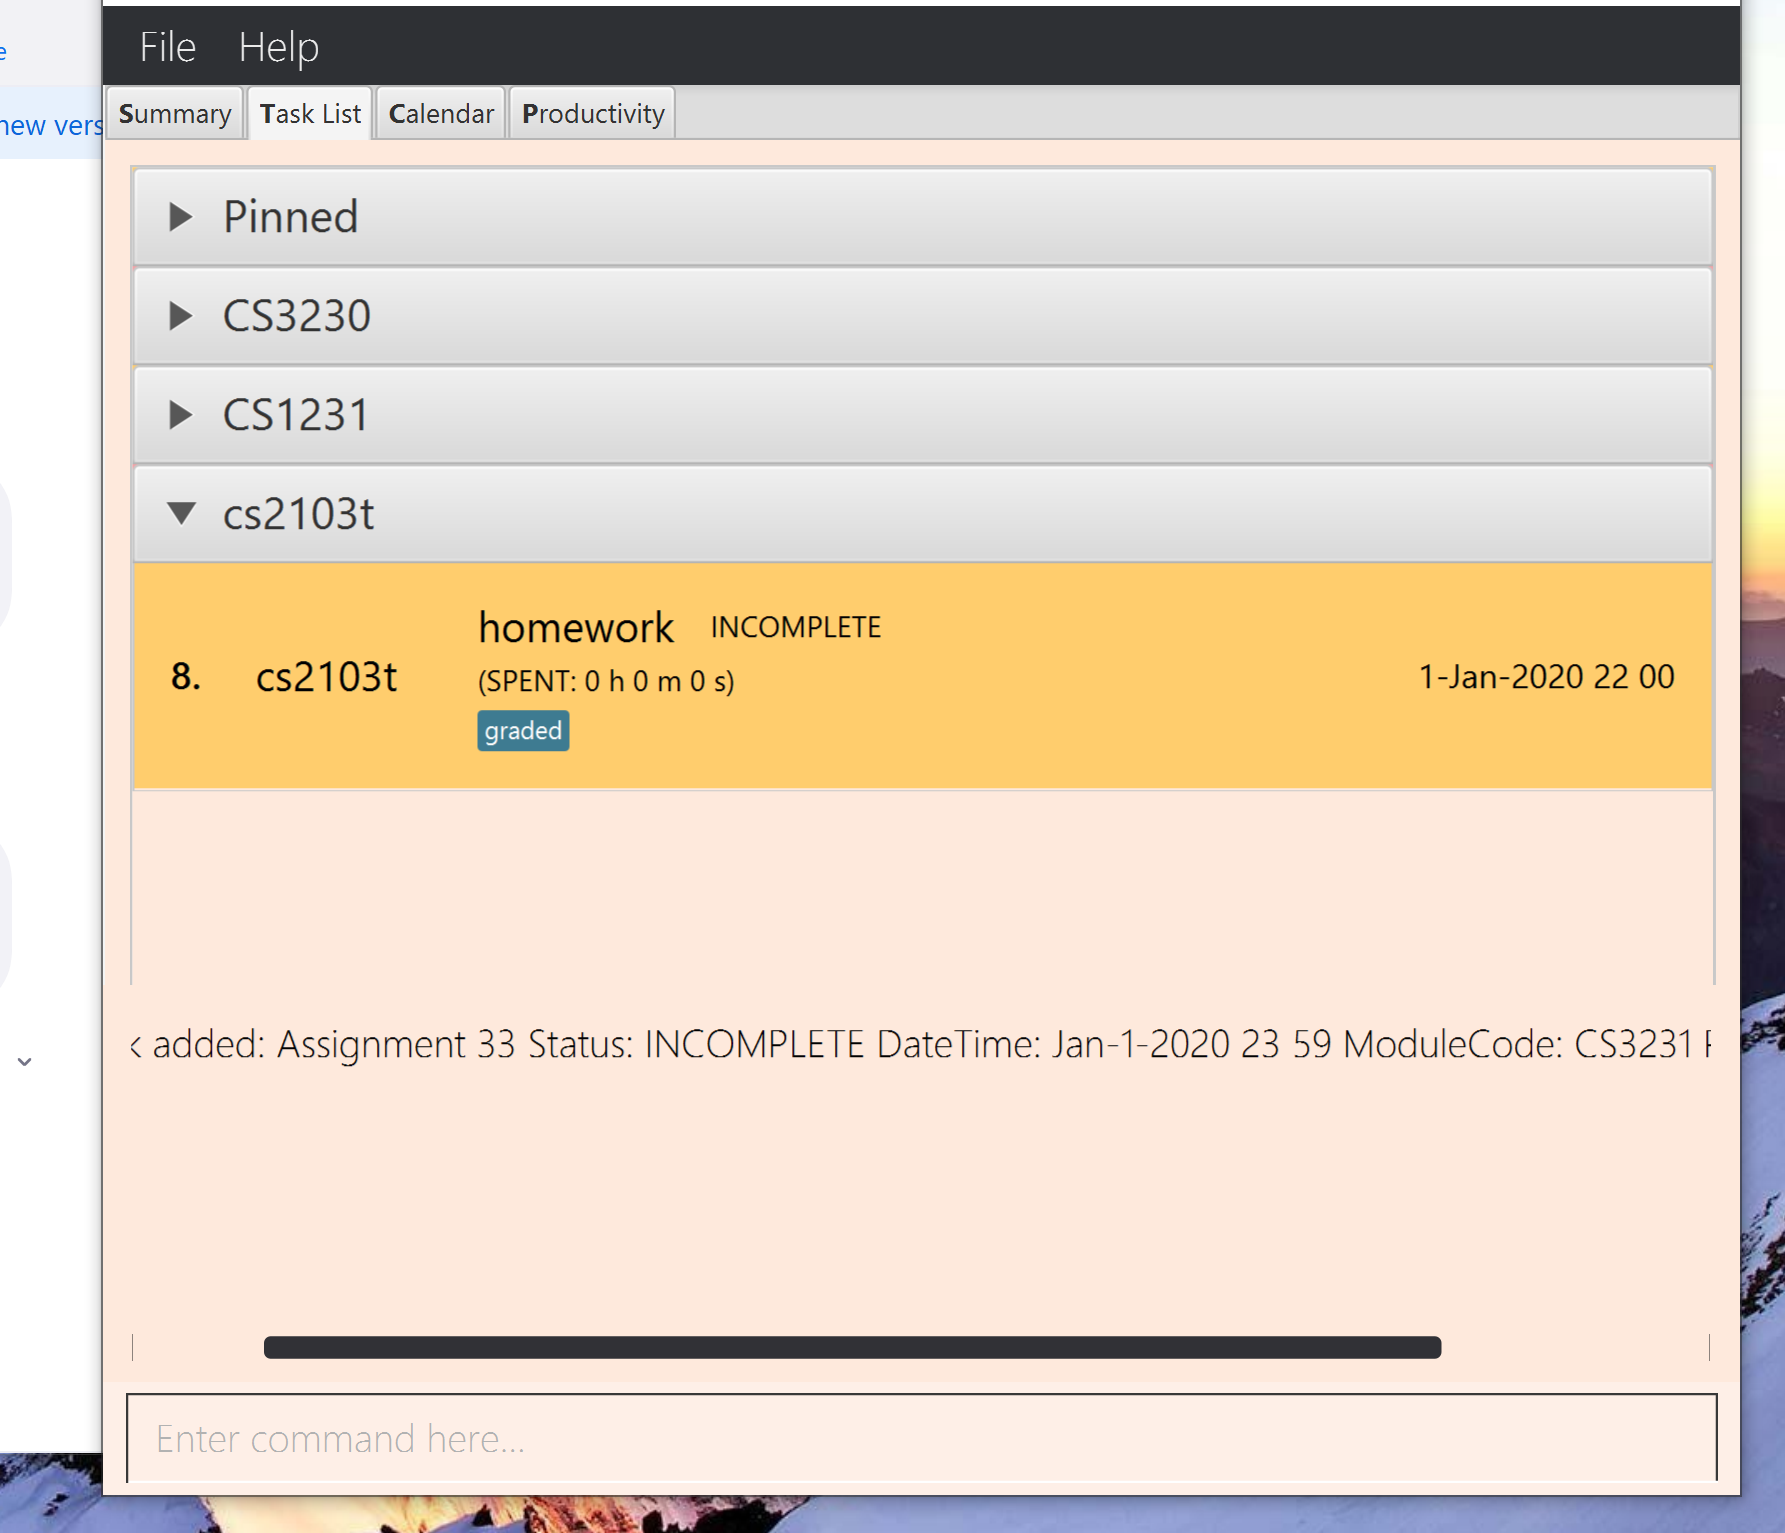 File Help
Summary Task List Calendar Productivity
new vers
Pinned
CS3230
CS1231
cs2103t
homework INCOMPLETE
8. cs2103t (SPENT: 0 h 0 m 0 s) 1-Jan-2020 22 00
graded
added: Assignment 33 Status: INCOMPLETE DateTime: Jan-1-2020 23 59 ModuleCode: CS3231
Enter command here...